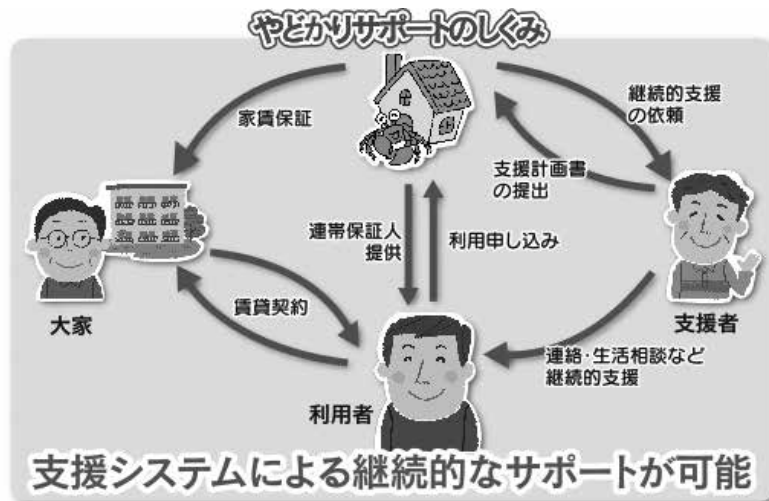 やどかりサポートのしくみ
家賃保証
継続的支援
の依頼
支援計画書
の提出
連帯保証人
提供
利用申し込み
大家
賃貸契約
支援者
利用者
連絡・生活相談など
継続的支援
支援システムによる継続的なサポートが可能